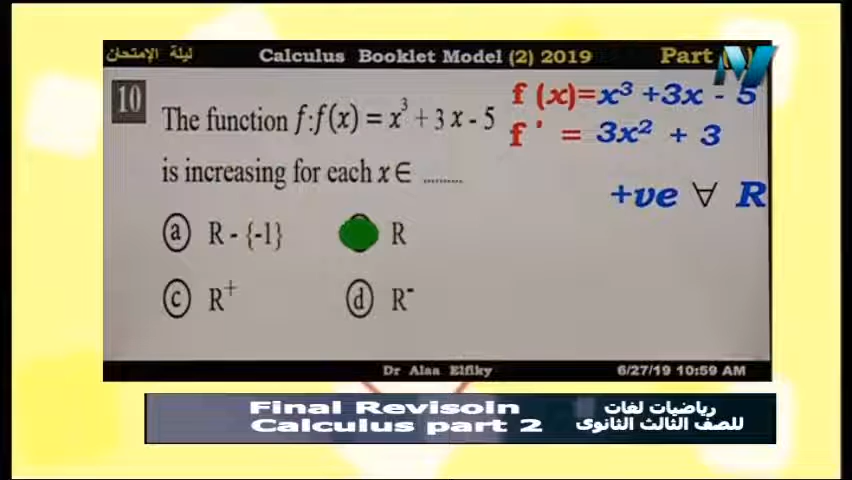 ليلة الإمتحان Calculus Booklet Model (2) 2019 Part
10
The function f:f(x) = x³ + 3x - 5
is increasing for each x ∈ ..........
f (x)=x³ +3x - 5
f ' = 3x² + 3
+ve ∀ R
a R - {-1} R
c R⁺ d R⁻
Dr Alaa Elfiky 6/27/19 10:59 AM
Final Revisoin رياضيات لغات
Calculus part 2 للصف الثالث الثانوى